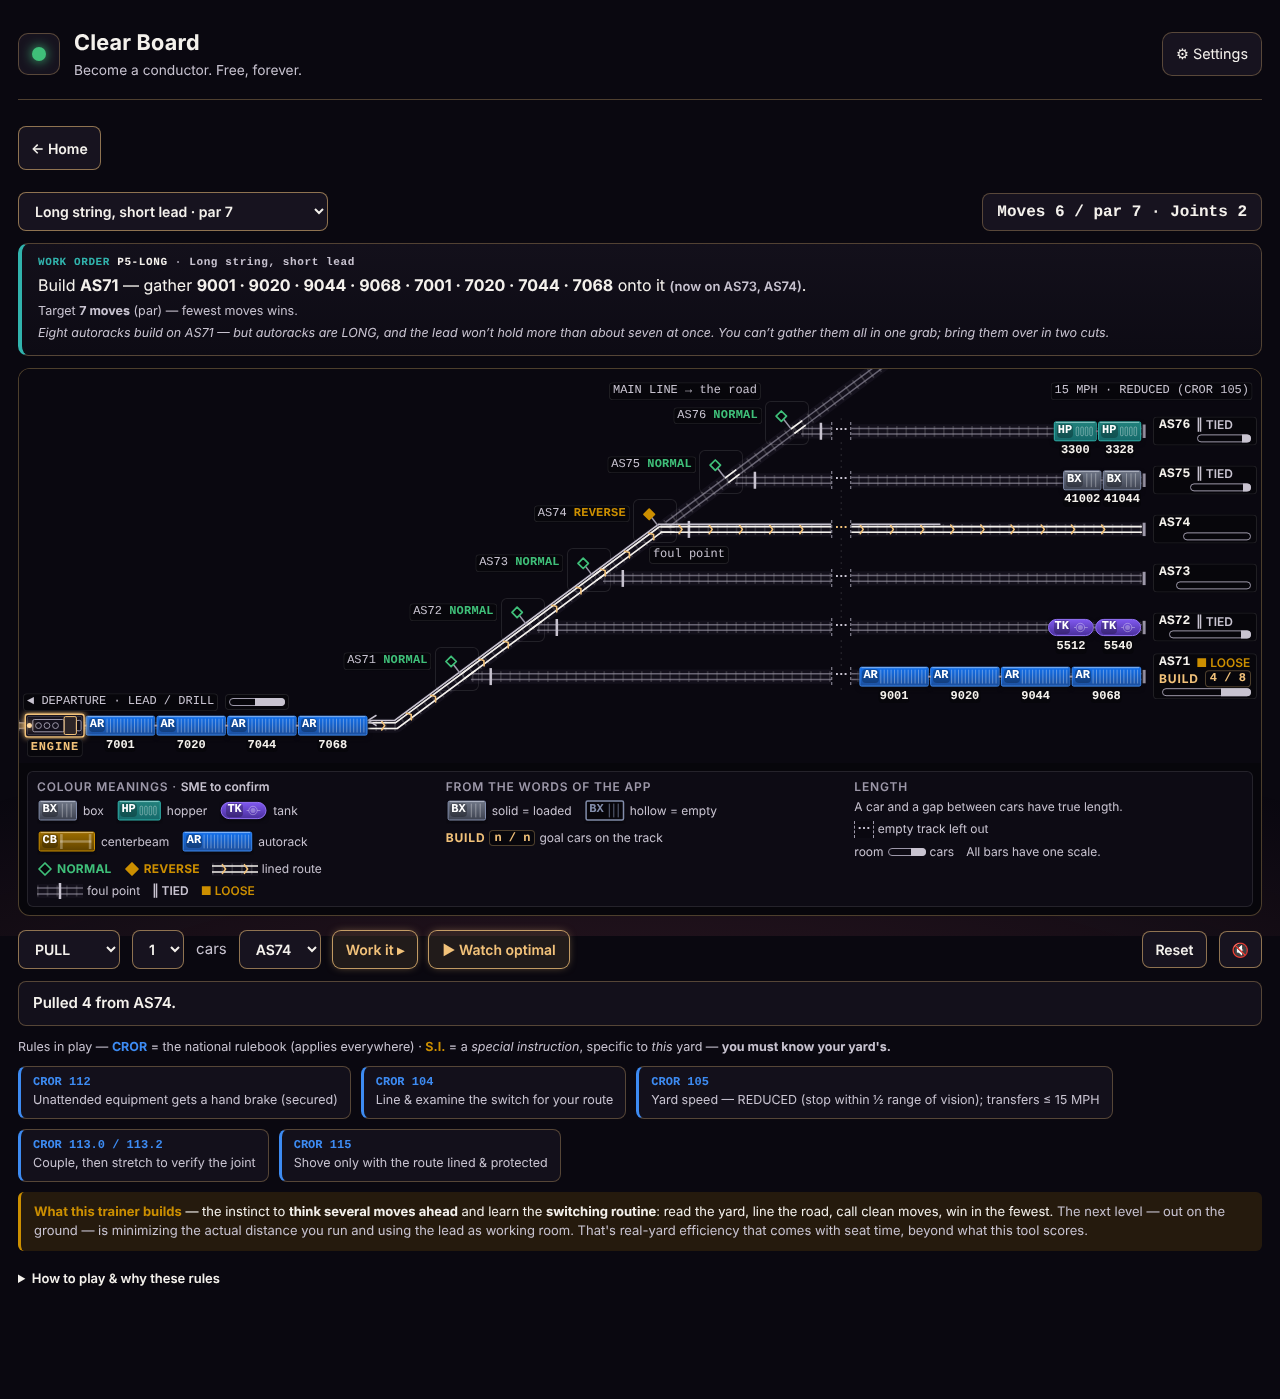 Clear Board
Become a conductor. Free, forever.
⚙ Settings
← Home
Long string, short lead · par 7
Moves 6 / par 7 · Joints 2
WORK ORDER P5-LONG · Long string, short lead
Build AS71 — gather 9001 · 9020 · 9044 · 9068 · 7001 · 7020 · 7044 · 7068 onto it (now on AS73, AS74).
Target 7 moves (par) — fewest moves wins.
Eight autoracks build on AS71 — but autoracks are LONG, and the lead won't hold more than about seven at once. You can't gather them all in one grab; bring them over in two cuts.
MAIN LINE → the road
15 MPH · REDUCED (CROR 105)
AS76 NORMAL
HP HP
3300 3328
AS76 ‖ TIED
AS75 NORMAL
BX BX
41002 41044
AS75 ‖ TIED
AS74 REVERSE
AS74
foul point
AS73 NORMAL
AS73
AS72 NORMAL
TK TK
5512 5540
AS72 ‖ TIED
AS71 NORMAL
AR AR AR AR
9001 9020 9044 9068
AS71 ■ LOOSE
BUILD 4 / 8
◄ DEPARTURE · LEAD / DRILL
AR AR AR AR
ENGINE 7001 7020 7044 7068
COLOUR MEANINGS · SME to confirm
BX box HP hopper TK tank
CB centerbeam AR autorack
NORMAL REVERSE lined route
foul point ‖ TIED ■ LOOSE
FROM THE WORDS OF THE APP
BX solid = loaded BX hollow = empty
BUILD n / n goal cars on the track
LENGTH
A car and a gap between cars have true length.
··· empty track left out
room cars All bars have one scale.
PULL 1 cars AS74 Work it ▸ ▶ Watch optimal Reset 🔇
Pulled 4 from AS74.
Rules in play — CROR = the national rulebook (applies everywhere) · S.I. = a special instruction, specific to this yard — you must know your yard's.
CROR 112
Unattended equipment gets a hand brake (secured)
CROR 104
Line & examine the switch for your route
CROR 105
Yard speed — REDUCED (stop within ½ range of vision); transfers ≤ 15 MPH
CROR 113.0 / 113.2
Couple, then stretch to verify the joint
CROR 115
Shove only with the route lined & protected
What this trainer builds — the instinct to think several moves ahead and learn the switching routine: read the yard, line the road, call clean moves, win in the fewest. The next level — out on the
ground — is minimizing the actual distance you run and using the lead as working room. That's real-yard efficiency that comes with seat time, beyond what this tool scores.
▶ How to play & why these rules